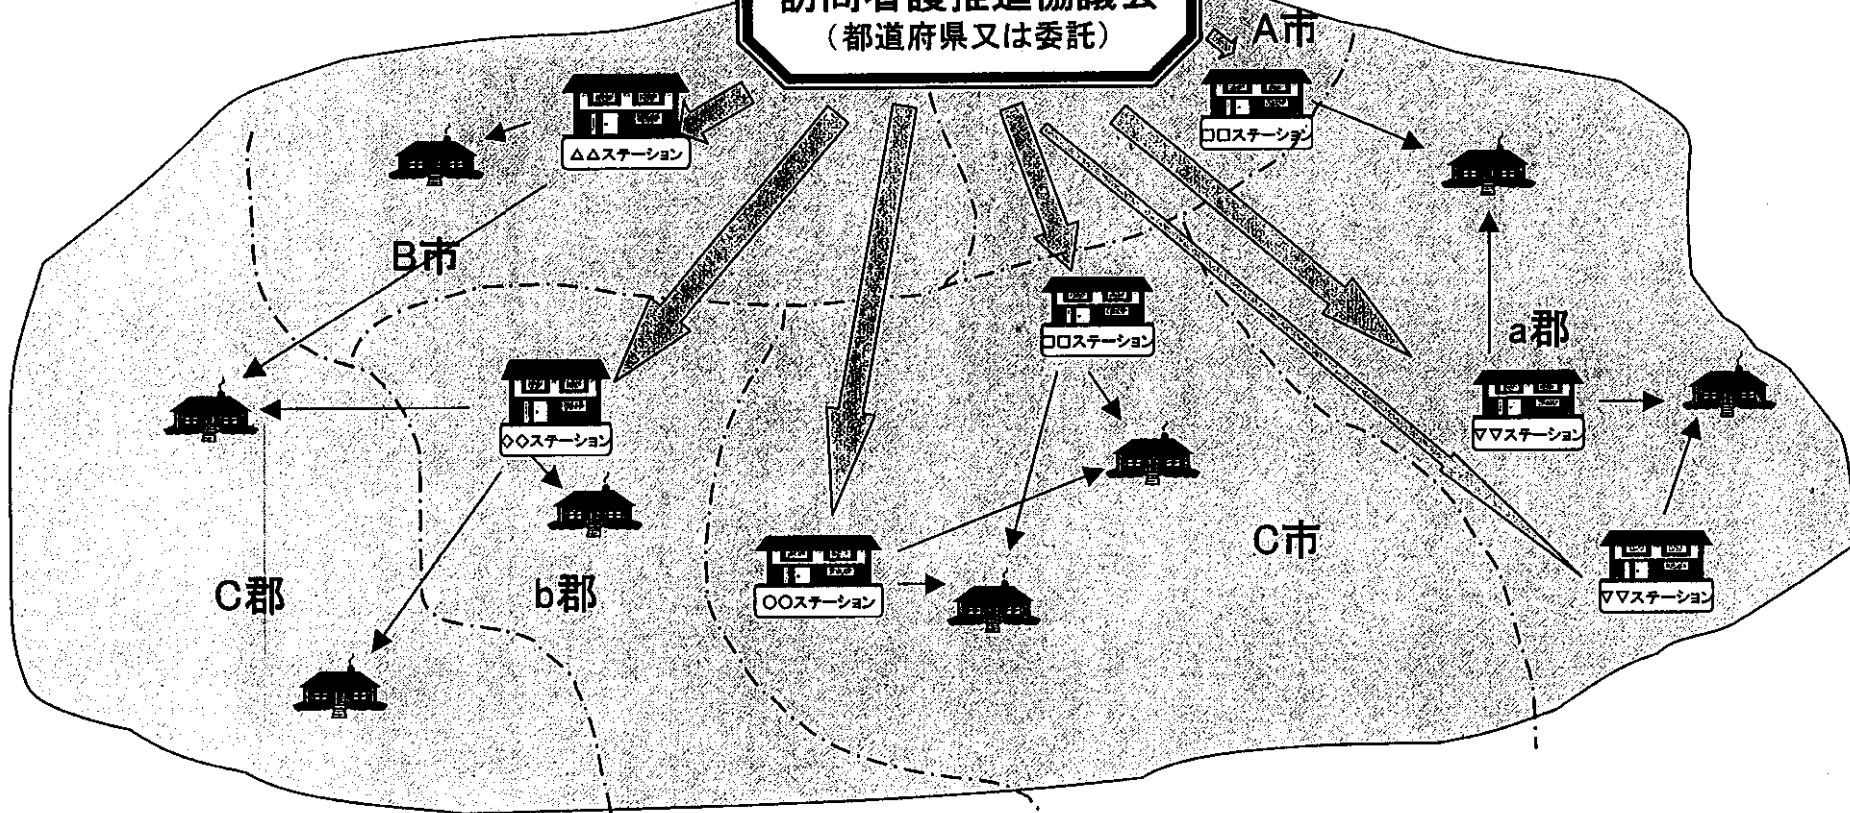 訪問看護推進協議会
（都道府県又は委託）
A市
△△ステーション
□□ステーション
B市
□□ステーション
a郡
◇◇ステーション
▽▽ステーション
C市
C郡
b郡
○○ステーション
▽▽ステーション